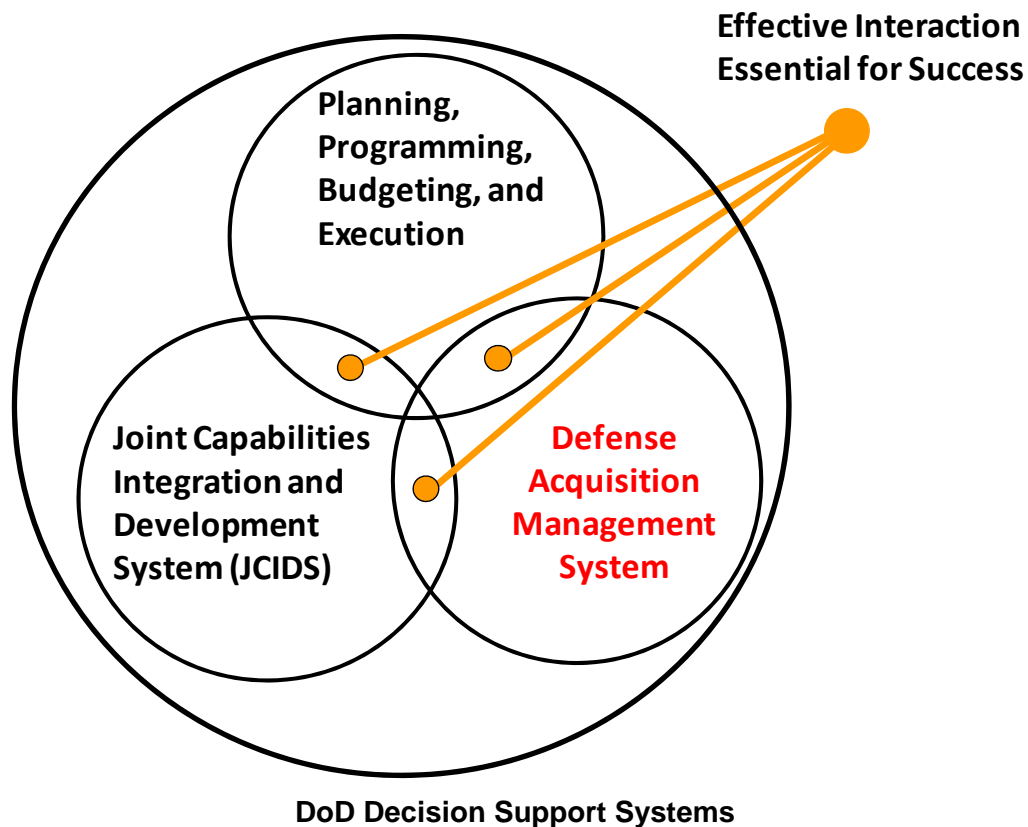 Effective Interaction
Essential for Success
Planning,
Programming,
Budgeting, and
Execution
Joint Capabilities
Integration and
Development
System (JCIDS)
Defense
Acquisition
Management
System
DoD Decision Support Systems